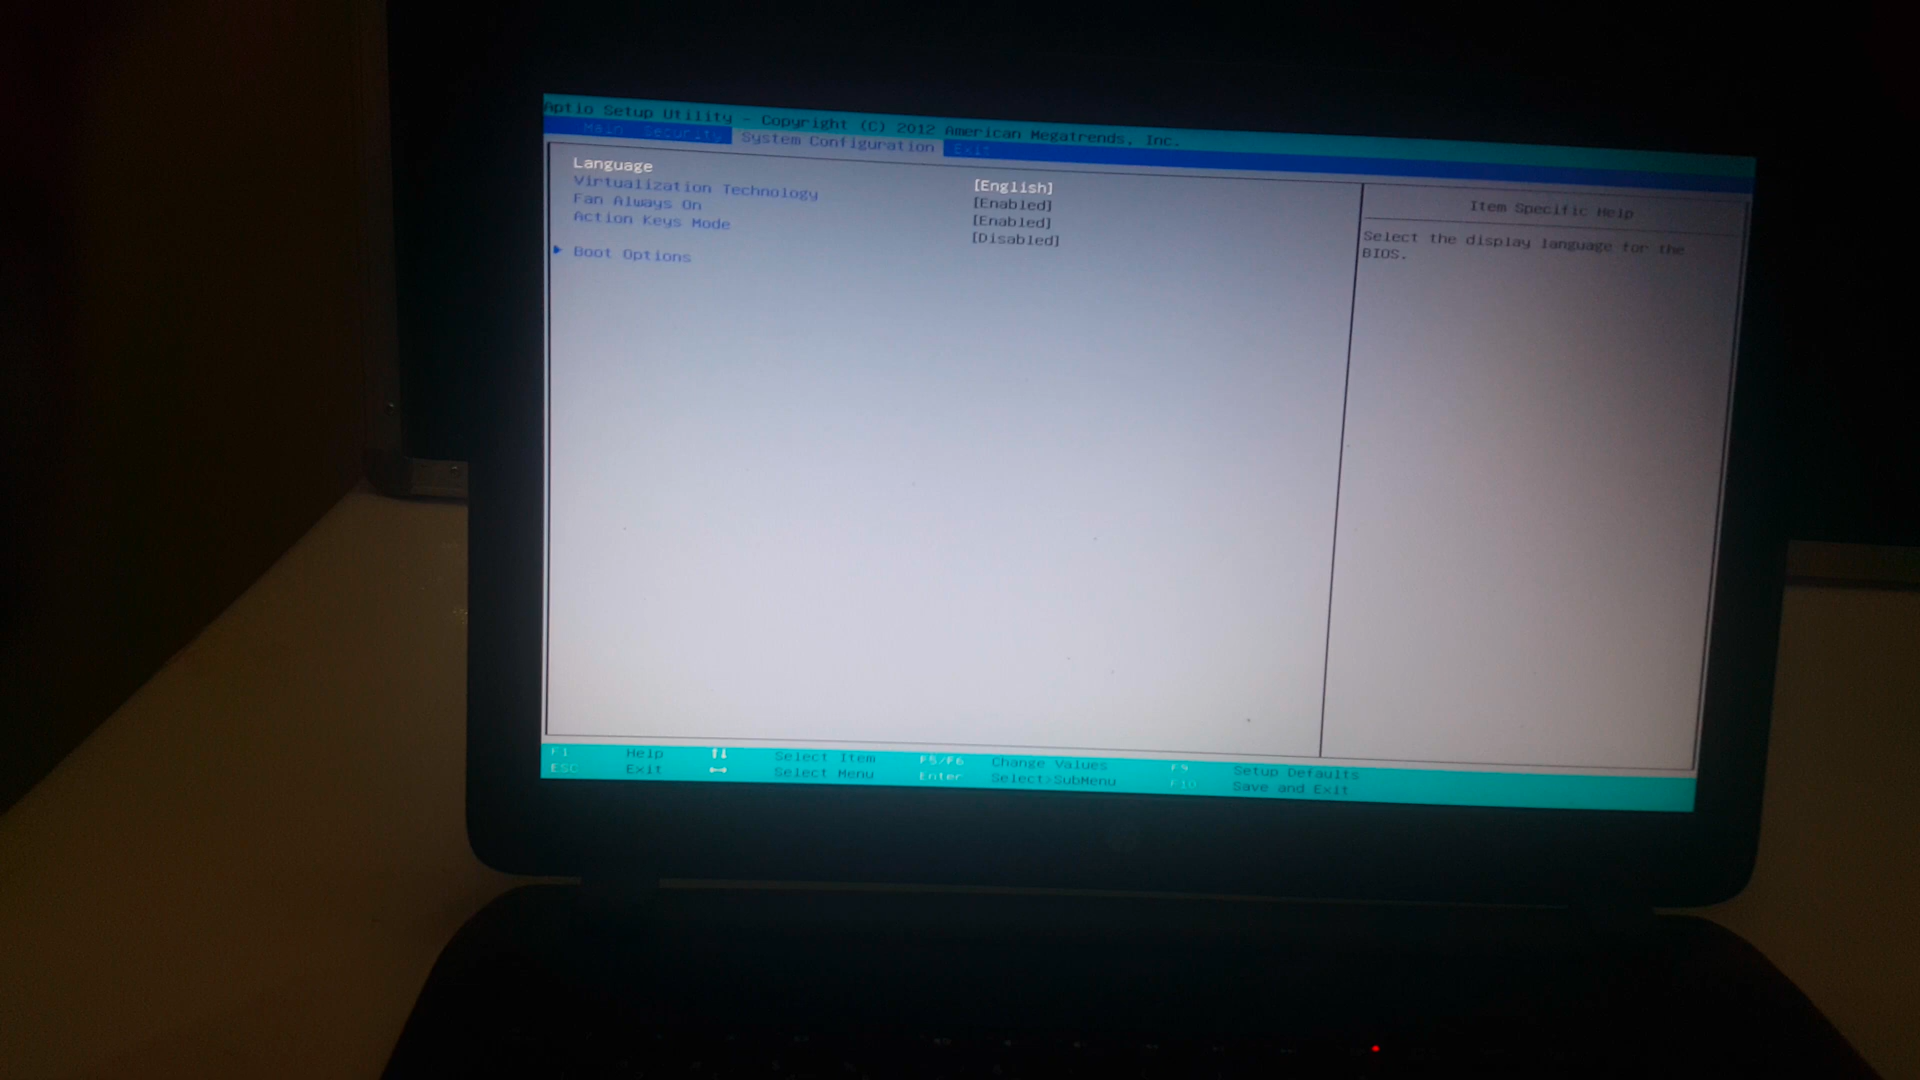 Aptio Setup Utility - Copyright (C) 2012 American Megatrends, Inc.
Main Security System Configuration Exit
Language [English]
Virtualization Technology [Enabled]
Fan Always On [Enabled]
Action Keys Mode [Disabled]
Boot Options
Item Specific Help
Select the display language for the
BIOS.
F1 Help ↑↓ Select Item F5/F6 Change Values F9 Setup Defaults
ESC Exit ↔ Select Menu Enter Select>SubMenu F10 Save and Exit